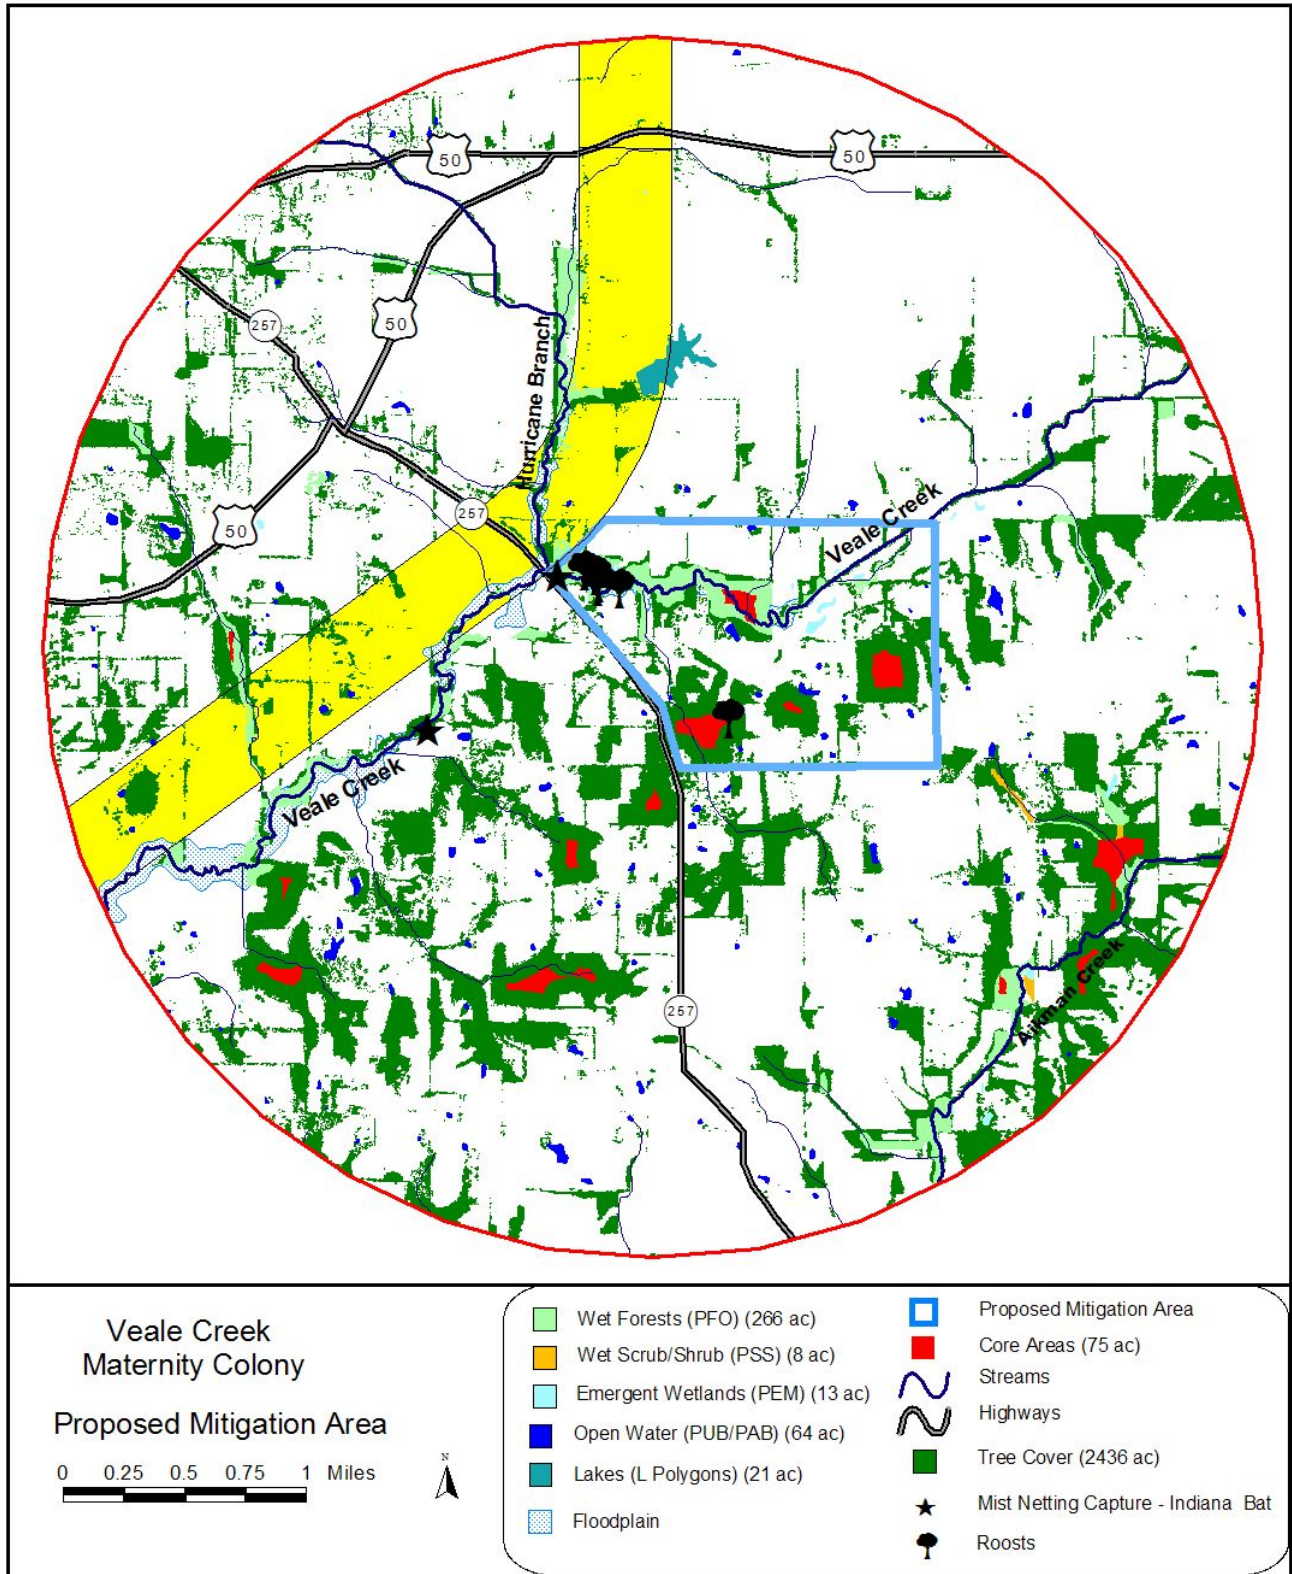 50
50
50
257
Hurricane Branch
257
50
Veale Creek
Veale Creek
Aikman Creek
257
Veale Creek
Maternity Colony
Proposed Mitigation Area
0 0.25 0.5 0.75 1 Miles
N
Wet Forests (PFO) (266 ac)
Wet Scrub/Shrub (PSS) (8 ac)
Emergent Wetlands (PEM) (13 ac)
Open Water (PUB/PAB) (64 ac)
Lakes (L Polygons) (21 ac)
Floodplain
Proposed Mitigation Area
Core Areas (75 ac)
Streams
Highways
Tree Cover (2436 ac)
Mist Netting Capture - Indiana Bat
Roosts